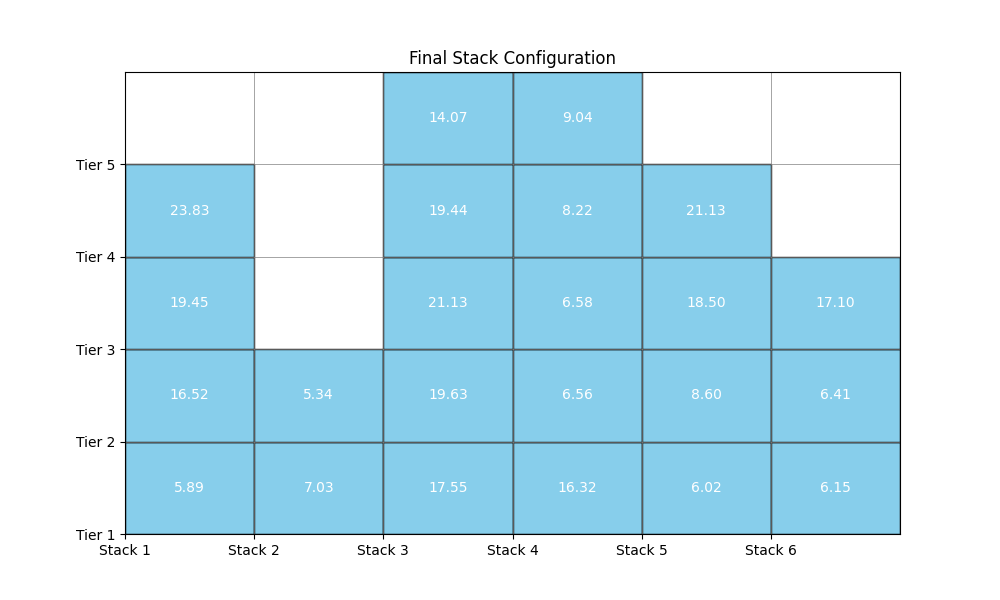 Final Stack Configuration
14.07 9.04
Tier 5
23.83 19.44 8.22 21.13
Tier 4
19.45 21.13 6.58 18.50 17.10
Tier 3
16.52 5.34 19.63 6.56 8.60 6.41
Tier 2
5.89 7.03 17.55 16.32 6.02 6.15
Tier 1
Stack 1 Stack 2 Stack 3 Stack 4 Stack 5 Stack 6